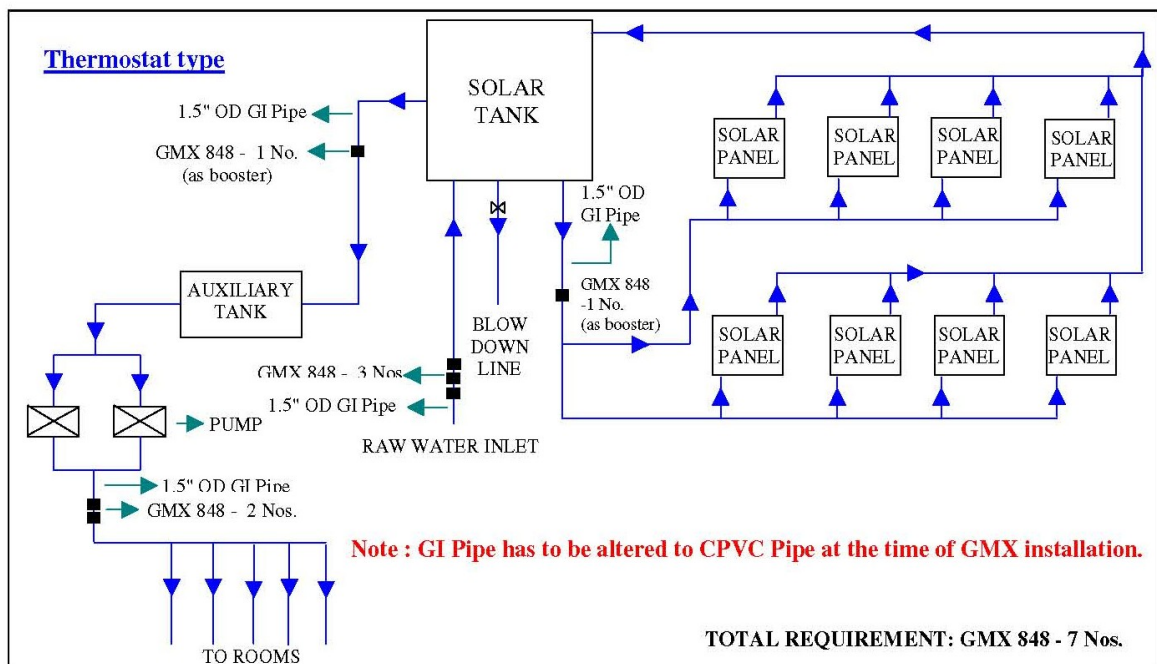 Thermostat type
1.5" OD GI Pipe
GMX 848 - 1 No.
(as booster)
SOLAR
TANK
SOLAR
PANEL
SOLAR
PANEL
SOLAR
PANEL
SOLAR
PANEL
1.5" OD
GI Pipe
AUXILIARY
TANK
GMX 848
-1 No.
(as booster)
BLOW
DOWN
LINE
SOLAR
PANEL
SOLAR
PANEL
SOLAR
PANEL
SOLAR
PANEL
GMX 848 - 3 Nos
1.5" OD GI Pipe
PUMP
RAW WATER INLET
1.5" OD GI Pipe
GMX 848 - 2 Nos.
Note : GI Pipe has to be altered to CPVC Pipe at the time of GMX installation.
TO ROOMS
TOTAL REQUIREMENT: GMX 848 - 7 Nos.